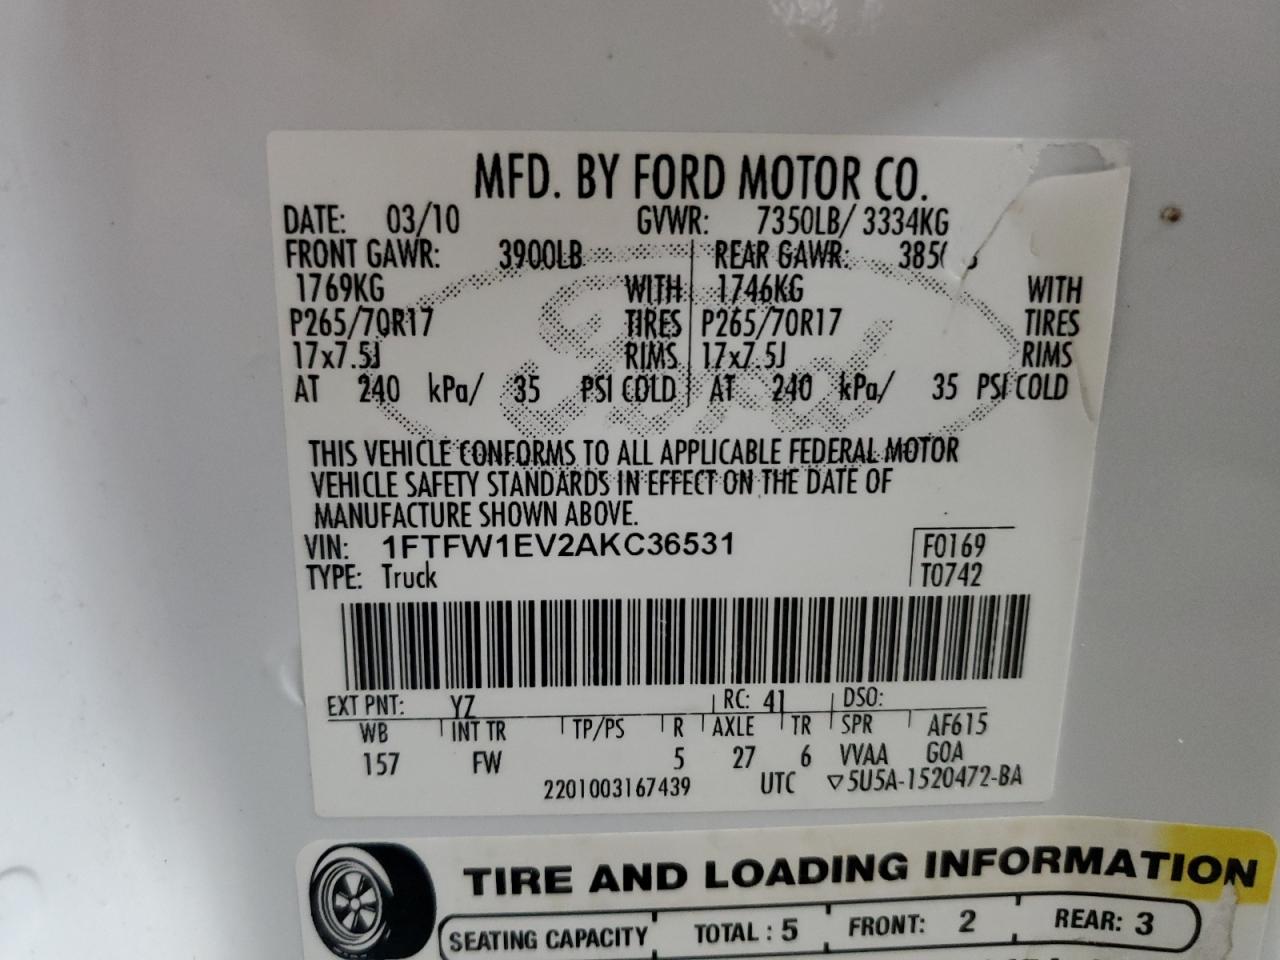 MFD. BY FORD MOTOR CO.
DATE: 03/10 GVWR: 7350LB/ 3334KG
FRONT GAWR: 3900LB REAR GAWR:
1769KG WITH 1746KG WITH
P265/70R17 TIRES P265/70R17 TIRES
17x7.5J RIMS 17x7.5J RIMS
AT 240 kPa/ 35 PSI COLD AT 240 kPa/ 35 PSI COLD
Ford
THIS VEHICLE CONFORMS TO ALL APPLICABLE FEDERAL MOTOR
VEHICLE SAFETY STANDARDS IN EFFECT ON THE DATE OF
MANUFACTURE SHOWN ABOVE.
VIN: 1FTFW1EV2AKC36531 F0169
TYPE: Truck T0742
EXT PNT: YZ RC: 41 DSO:
WB INT TR TP/PS R AXLE TR SPR AF615
157 FW 5 27 6 VVAA GOA
2201003167439 UTC ▽5U5A-1520472-BA
TIRE AND LOADING INFORMATION
SEATING CAPACITY TOTAL : 5 FRONT: 2 REAR: 3